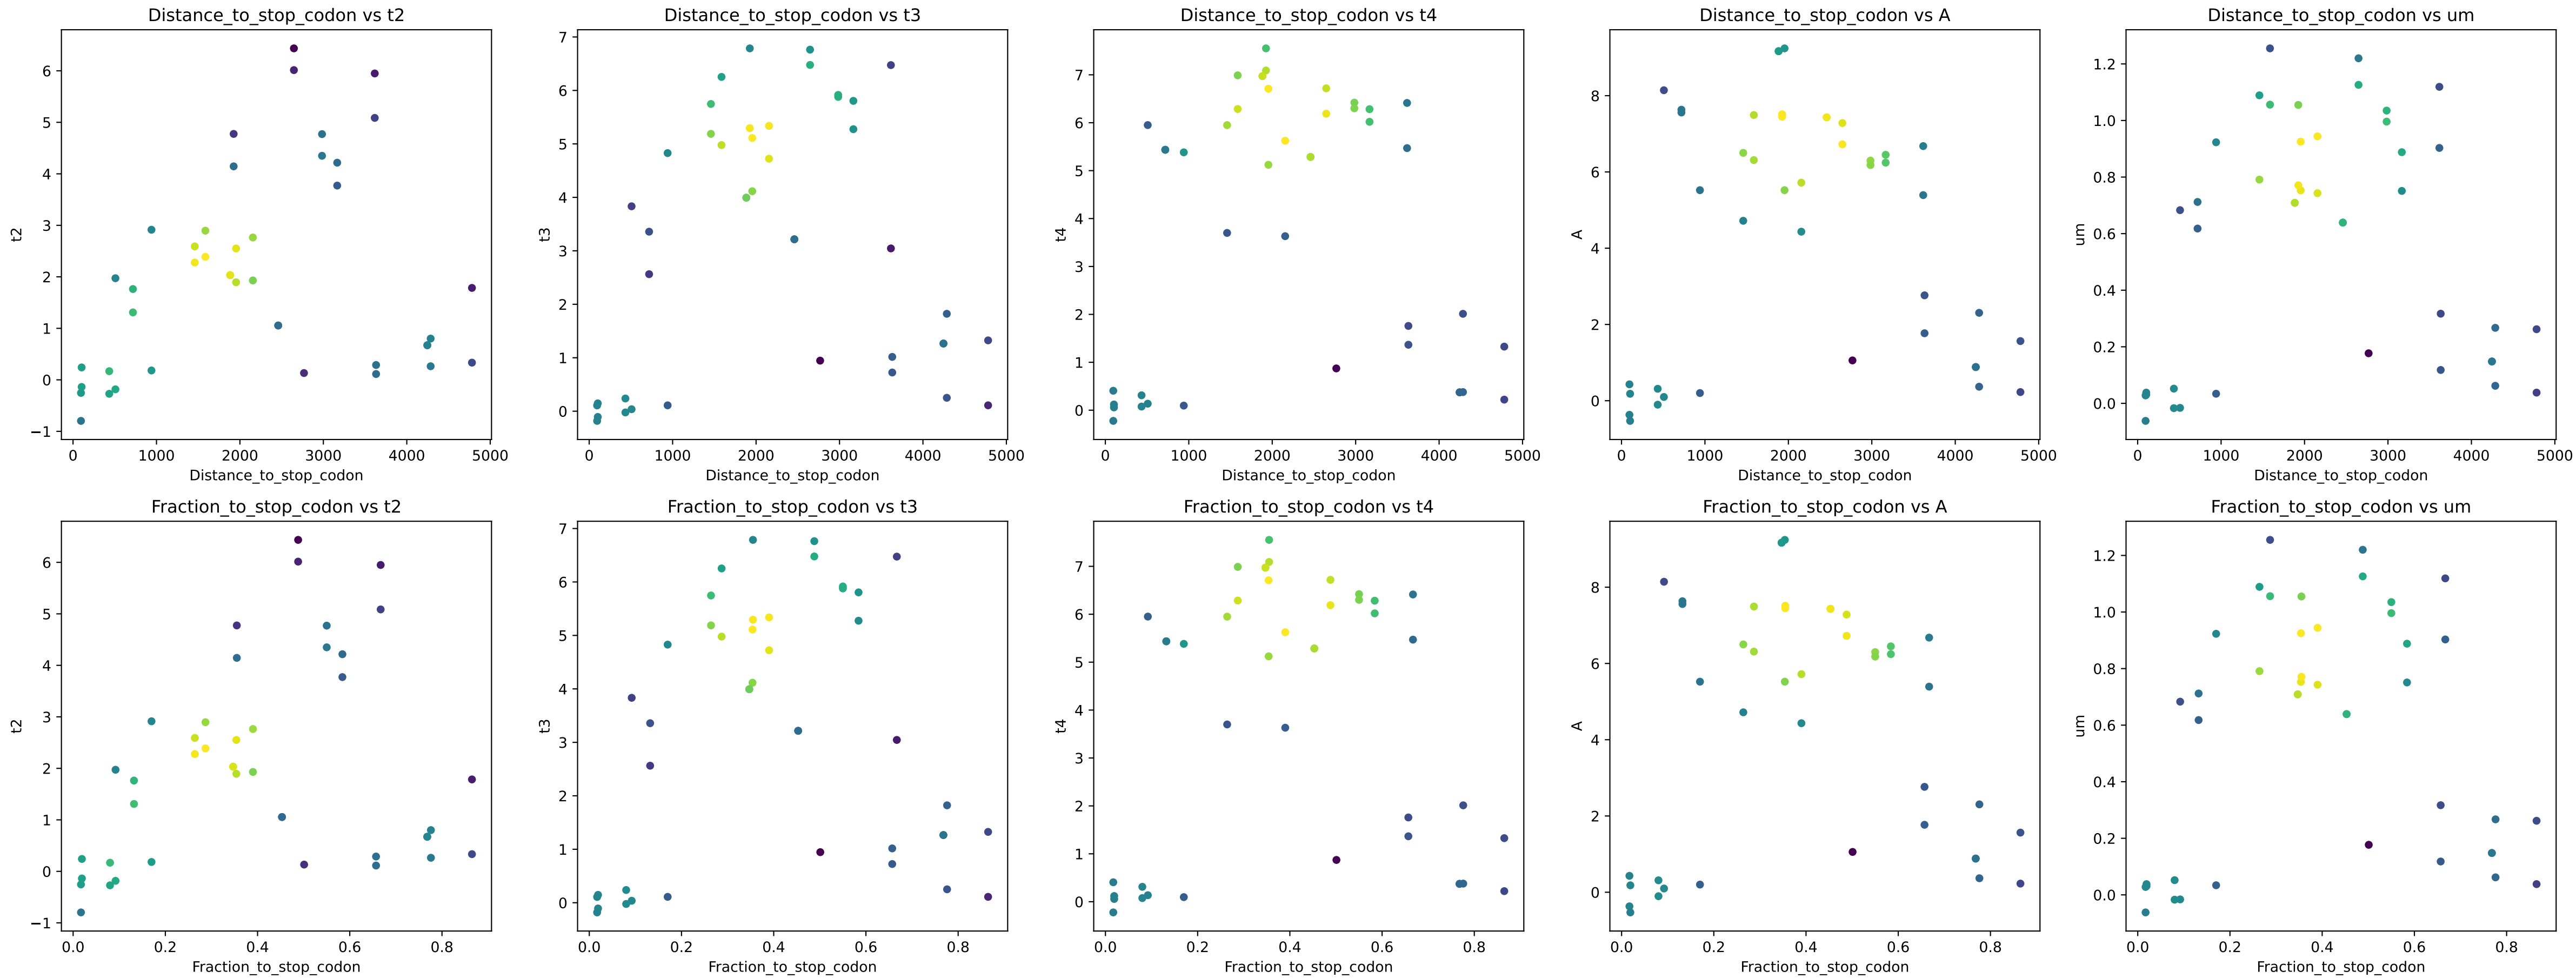 Distance_to_stop_codon vs t2
Distance_to_stop_codon vs t3
Distance_to_stop_codon vs t4
Distance_to_stop_codon vs A
Distance_to_stop_codon vs um
t2
6
5
4
3
2
1
0
−1
0 1000 2000 3000 4000 5000
Distance_to_stop_codon
t3
7
6
5
4
3
2
1
0
0 1000 2000 3000 4000 5000
Distance_to_stop_codon
t4
7
6
5
4
3
2
1
0
0 1000 2000 3000 4000 5000
Distance_to_stop_codon
A
8
6
4
2
0
0 1000 2000 3000 4000 5000
Distance_to_stop_codon
um
1.2
1.0
0.8
0.6
0.4
0.2
0.0
0 1000 2000 3000 4000 5000
Distance_to_stop_codon
Fraction_to_stop_codon vs t2
Fraction_to_stop_codon vs t3
Fraction_to_stop_codon vs t4
Fraction_to_stop_codon vs A
Fraction_to_stop_codon vs um
t2
6
5
4
3
2
1
0
−1
0.0 0.2 0.4 0.6 0.8
Fraction_to_stop_codon
t3
7
6
5
4
3
2
1
0
0.0 0.2 0.4 0.6 0.8
Fraction_to_stop_codon
t4
7
6
5
4
3
2
1
0
0.0 0.2 0.4 0.6 0.8
Fraction_to_stop_codon
A
8
6
4
2
0
0.0 0.2 0.4 0.6 0.8
Fraction_to_stop_codon
um
1.2
1.0
0.8
0.6
0.4
0.2
0.0
0.0 0.2 0.4 0.6 0.8
Fraction_to_stop_codon